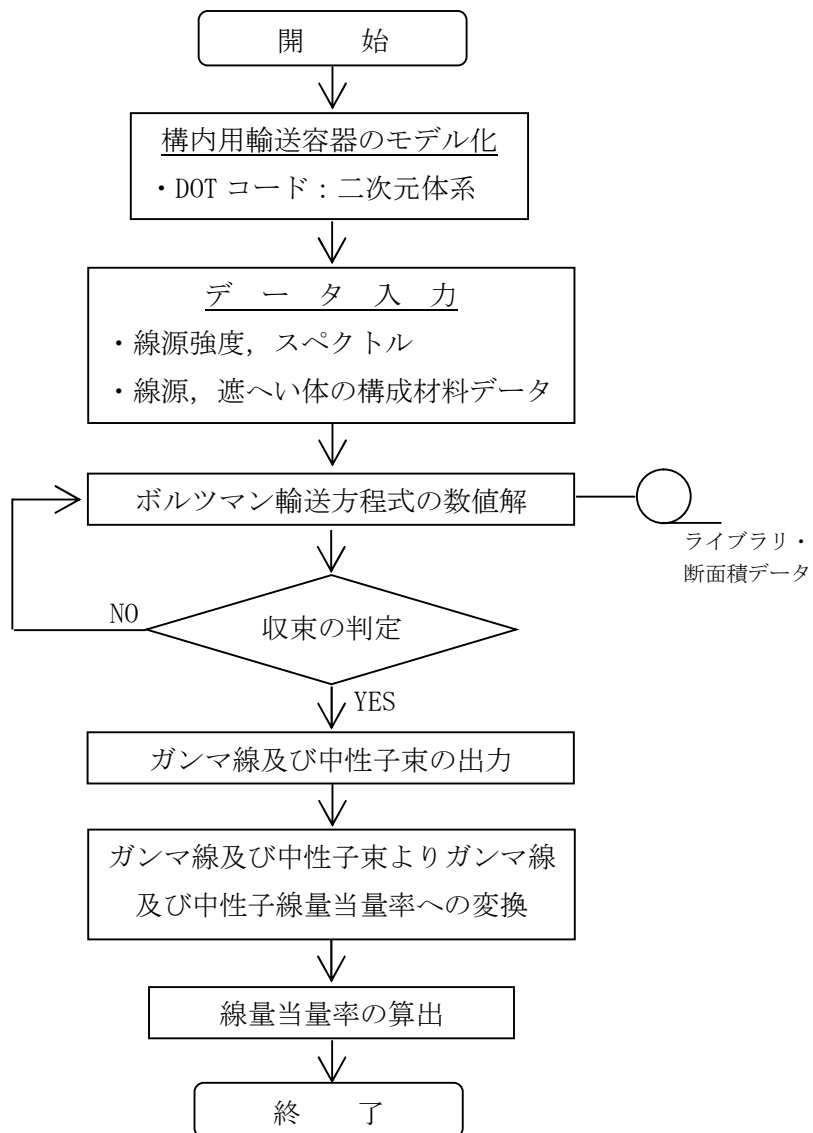 開　　始
構内用輸送容器のモデル化
・DOT コード：二次元体系
デ　ー　タ　入　力
・線源強度，スペクトル
・線源，遮へい体の構成材料データ
ボルツマン輸送方程式の数値解
ライブラリ・
断面積データ
NO
収束の判定
YES
ガンマ線及び中性子束の出力
ガンマ線及び中性子束よりガンマ線
及び中性子線量当量率への変換
線量当量率の算出
終　　了